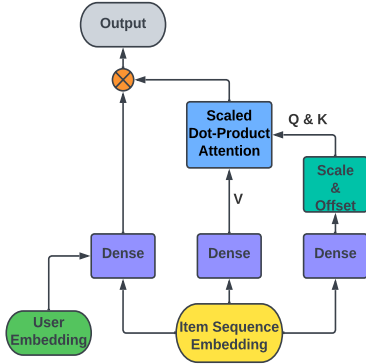 Output
Scaled
Dot-Product
Attention
Q & K
Scale
&
Offset
V
Dense
Dense
Dense
User
Embedding
Item Sequence
Embedding